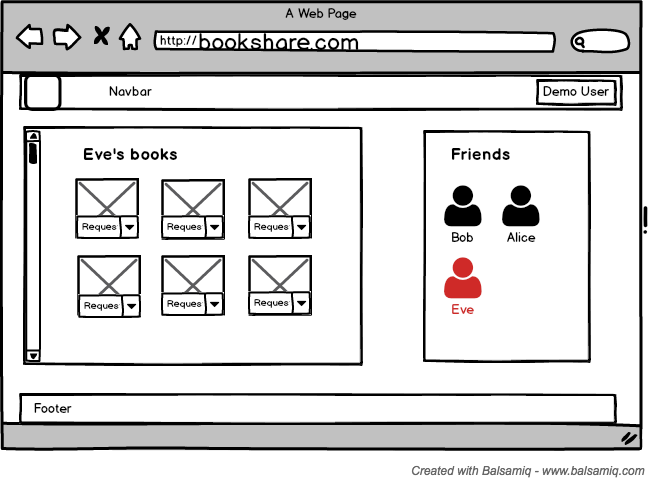 A Web Page
http://bookshare.com
Navbar
Demo User
Eve's books
Reques
Reques
Reques
Reques
Reques
Reques
Friends
Bob
Alice
Eve
!
Footer
Created with Balsamiq - www.balsamiq.com